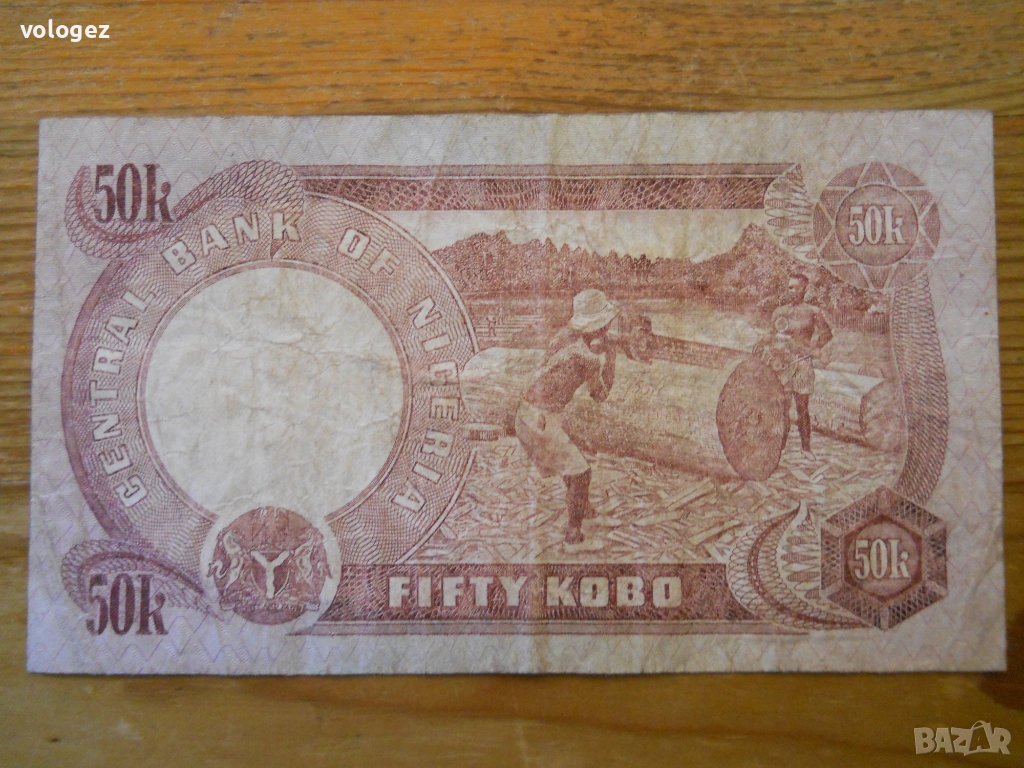 vologez
50k
CENTRAL BANK OF NIGERIA
50k
50k
FIFTY KOBO
50k
BAZAR